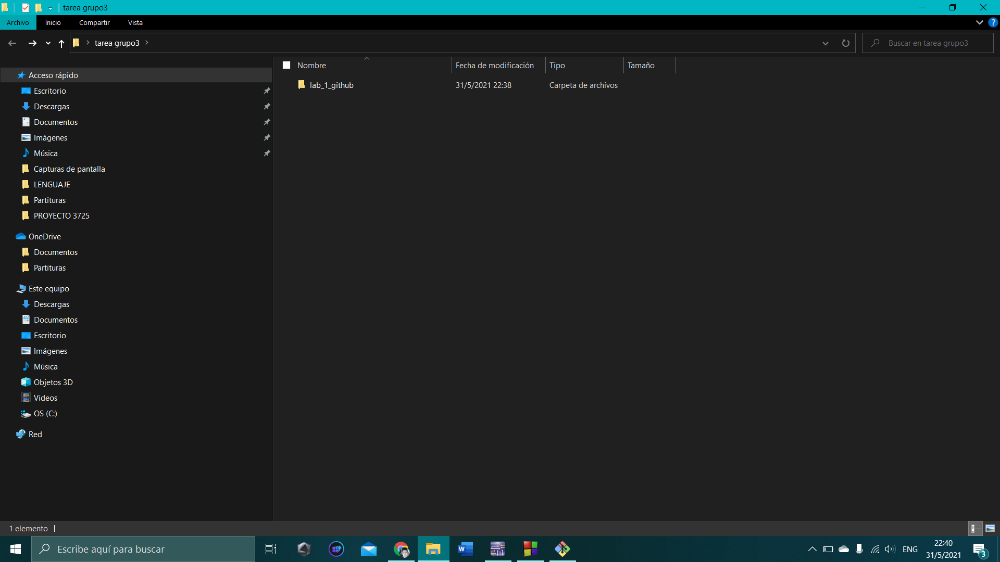 tarea grupo3
Archivo Inicio Compartir Vista
tarea grupo3
Buscar en tarea grupo3
Nombre Fecha de modificación Tipo Tamaño
lab_1_github 31/5/2021 22:38 Carpeta de archivos
Acceso rápido
Escritorio
Descargas
Documentos
Imágenes
Música
Capturas de pantalla
LENGUAJE
Partituras
PROYECTO 3725
OneDrive
Documentos
Partituras
Este equipo
Descargas
Documentos
Escritorio
Imágenes
Música
Objetos 3D
Videos
OS (C:)
Red
1 elemento
Escribe aquí para buscar
ENG
22:40
31/5/2021
3